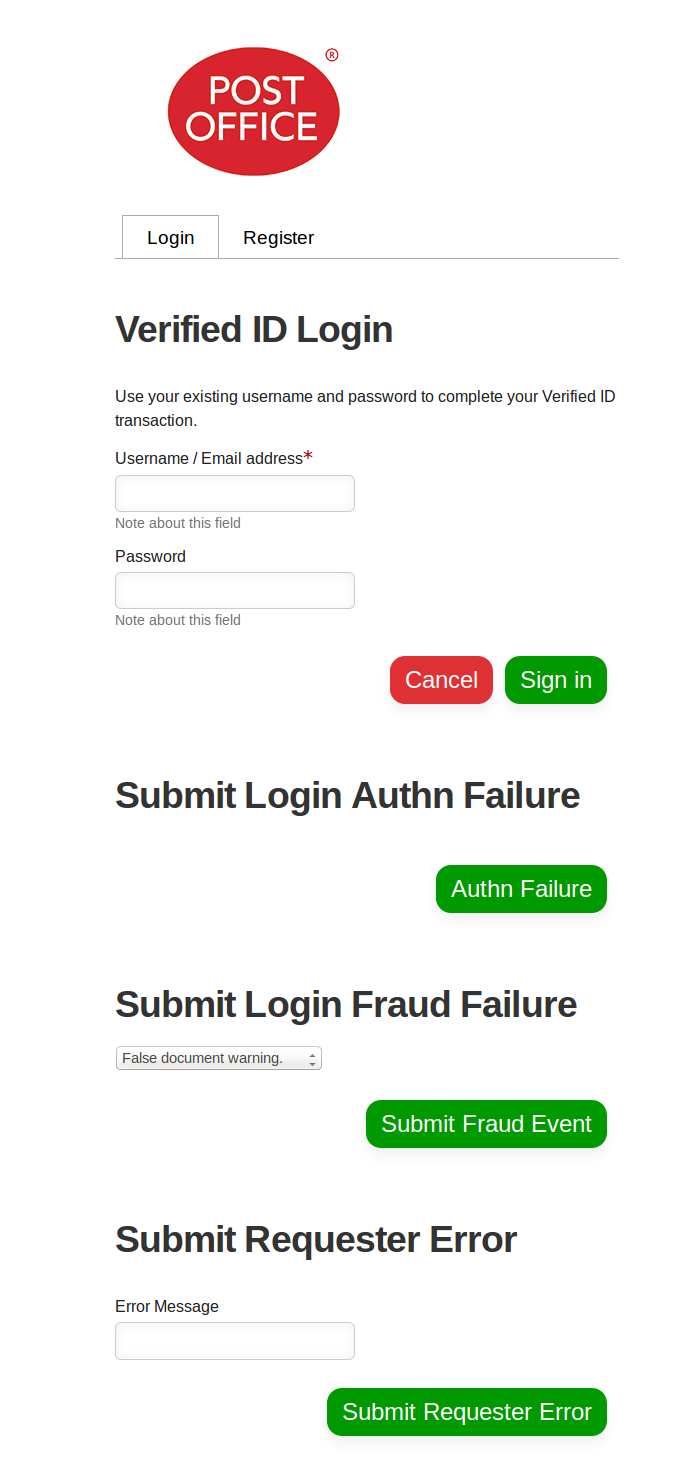 POST
OFFICE
®
Login Register
Verified ID Login
Use your existing username and password to complete your Verified ID
transaction.
Username / Email address*
Note about this field
Password
Note about this field
Cancel Sign in
Submit Login Authn Failure
Authn Failure
Submit Login Fraud Failure
False document warning.
Submit Fraud Event
Submit Requester Error
Error Message
Submit Requester Error